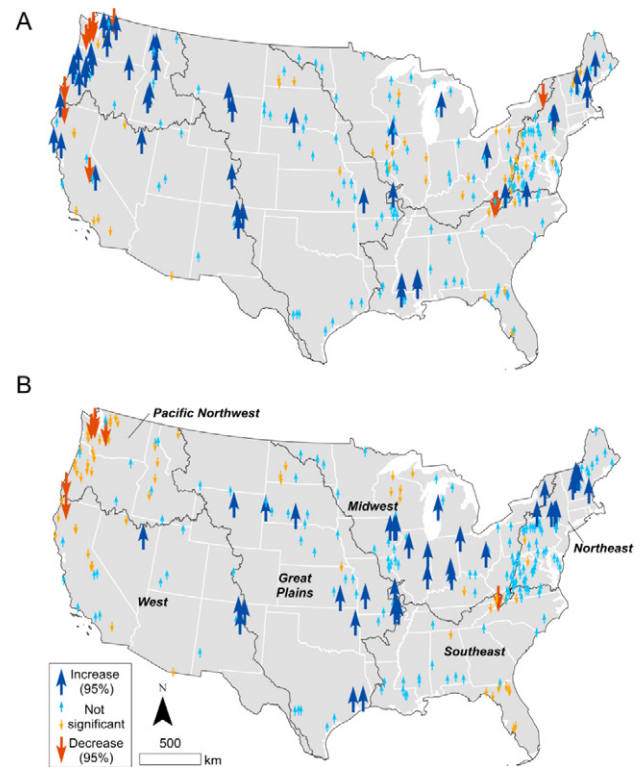 A
B
Pacific Northwest
Midwest
Northeast
Great
Plains
West
Southeast
Increase
(95%)
Not
significant
Decrease
(95%)
N
500
km